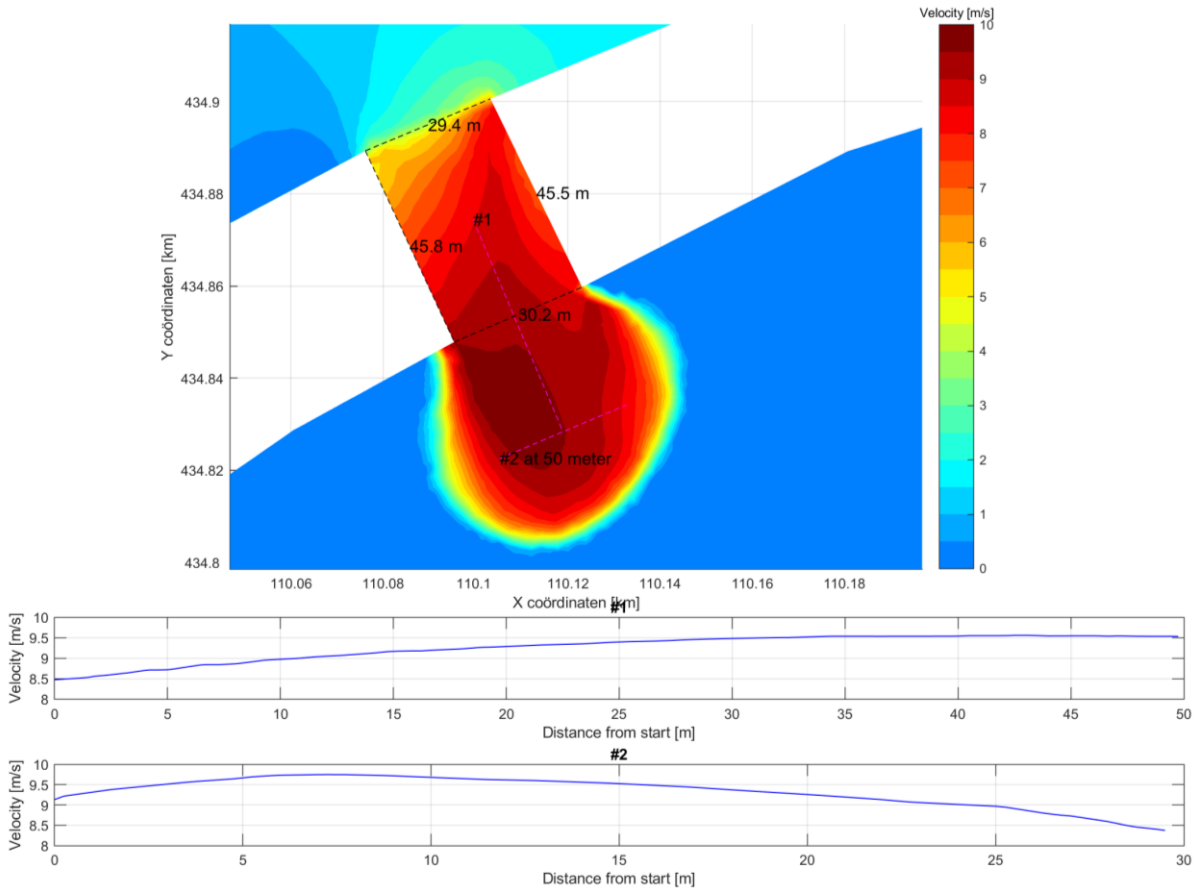 Velocity [m/s]
10
9
8
7
6
5
4
3
2
1
0
434.9
434.88
434.86
434.84
434.82
434.8
Y coördinaten [km]
29.4 m
45.5 m
#1
45.8 m
30.2 m
#2 at 50 meter
110.06 110.08 110.1 110.12 110.14 110.16 110.18
X coördinaten [km]
#1
10
9.5
9
8.5
8
Velocity [m/s]
0 5 10 15 20 25 30 35 40 45 50
Distance from start [m]
#2
10
9.5
9
8.5
8
Velocity [m/s]
0 5 10 15 20 25 30
Distance from start [m]